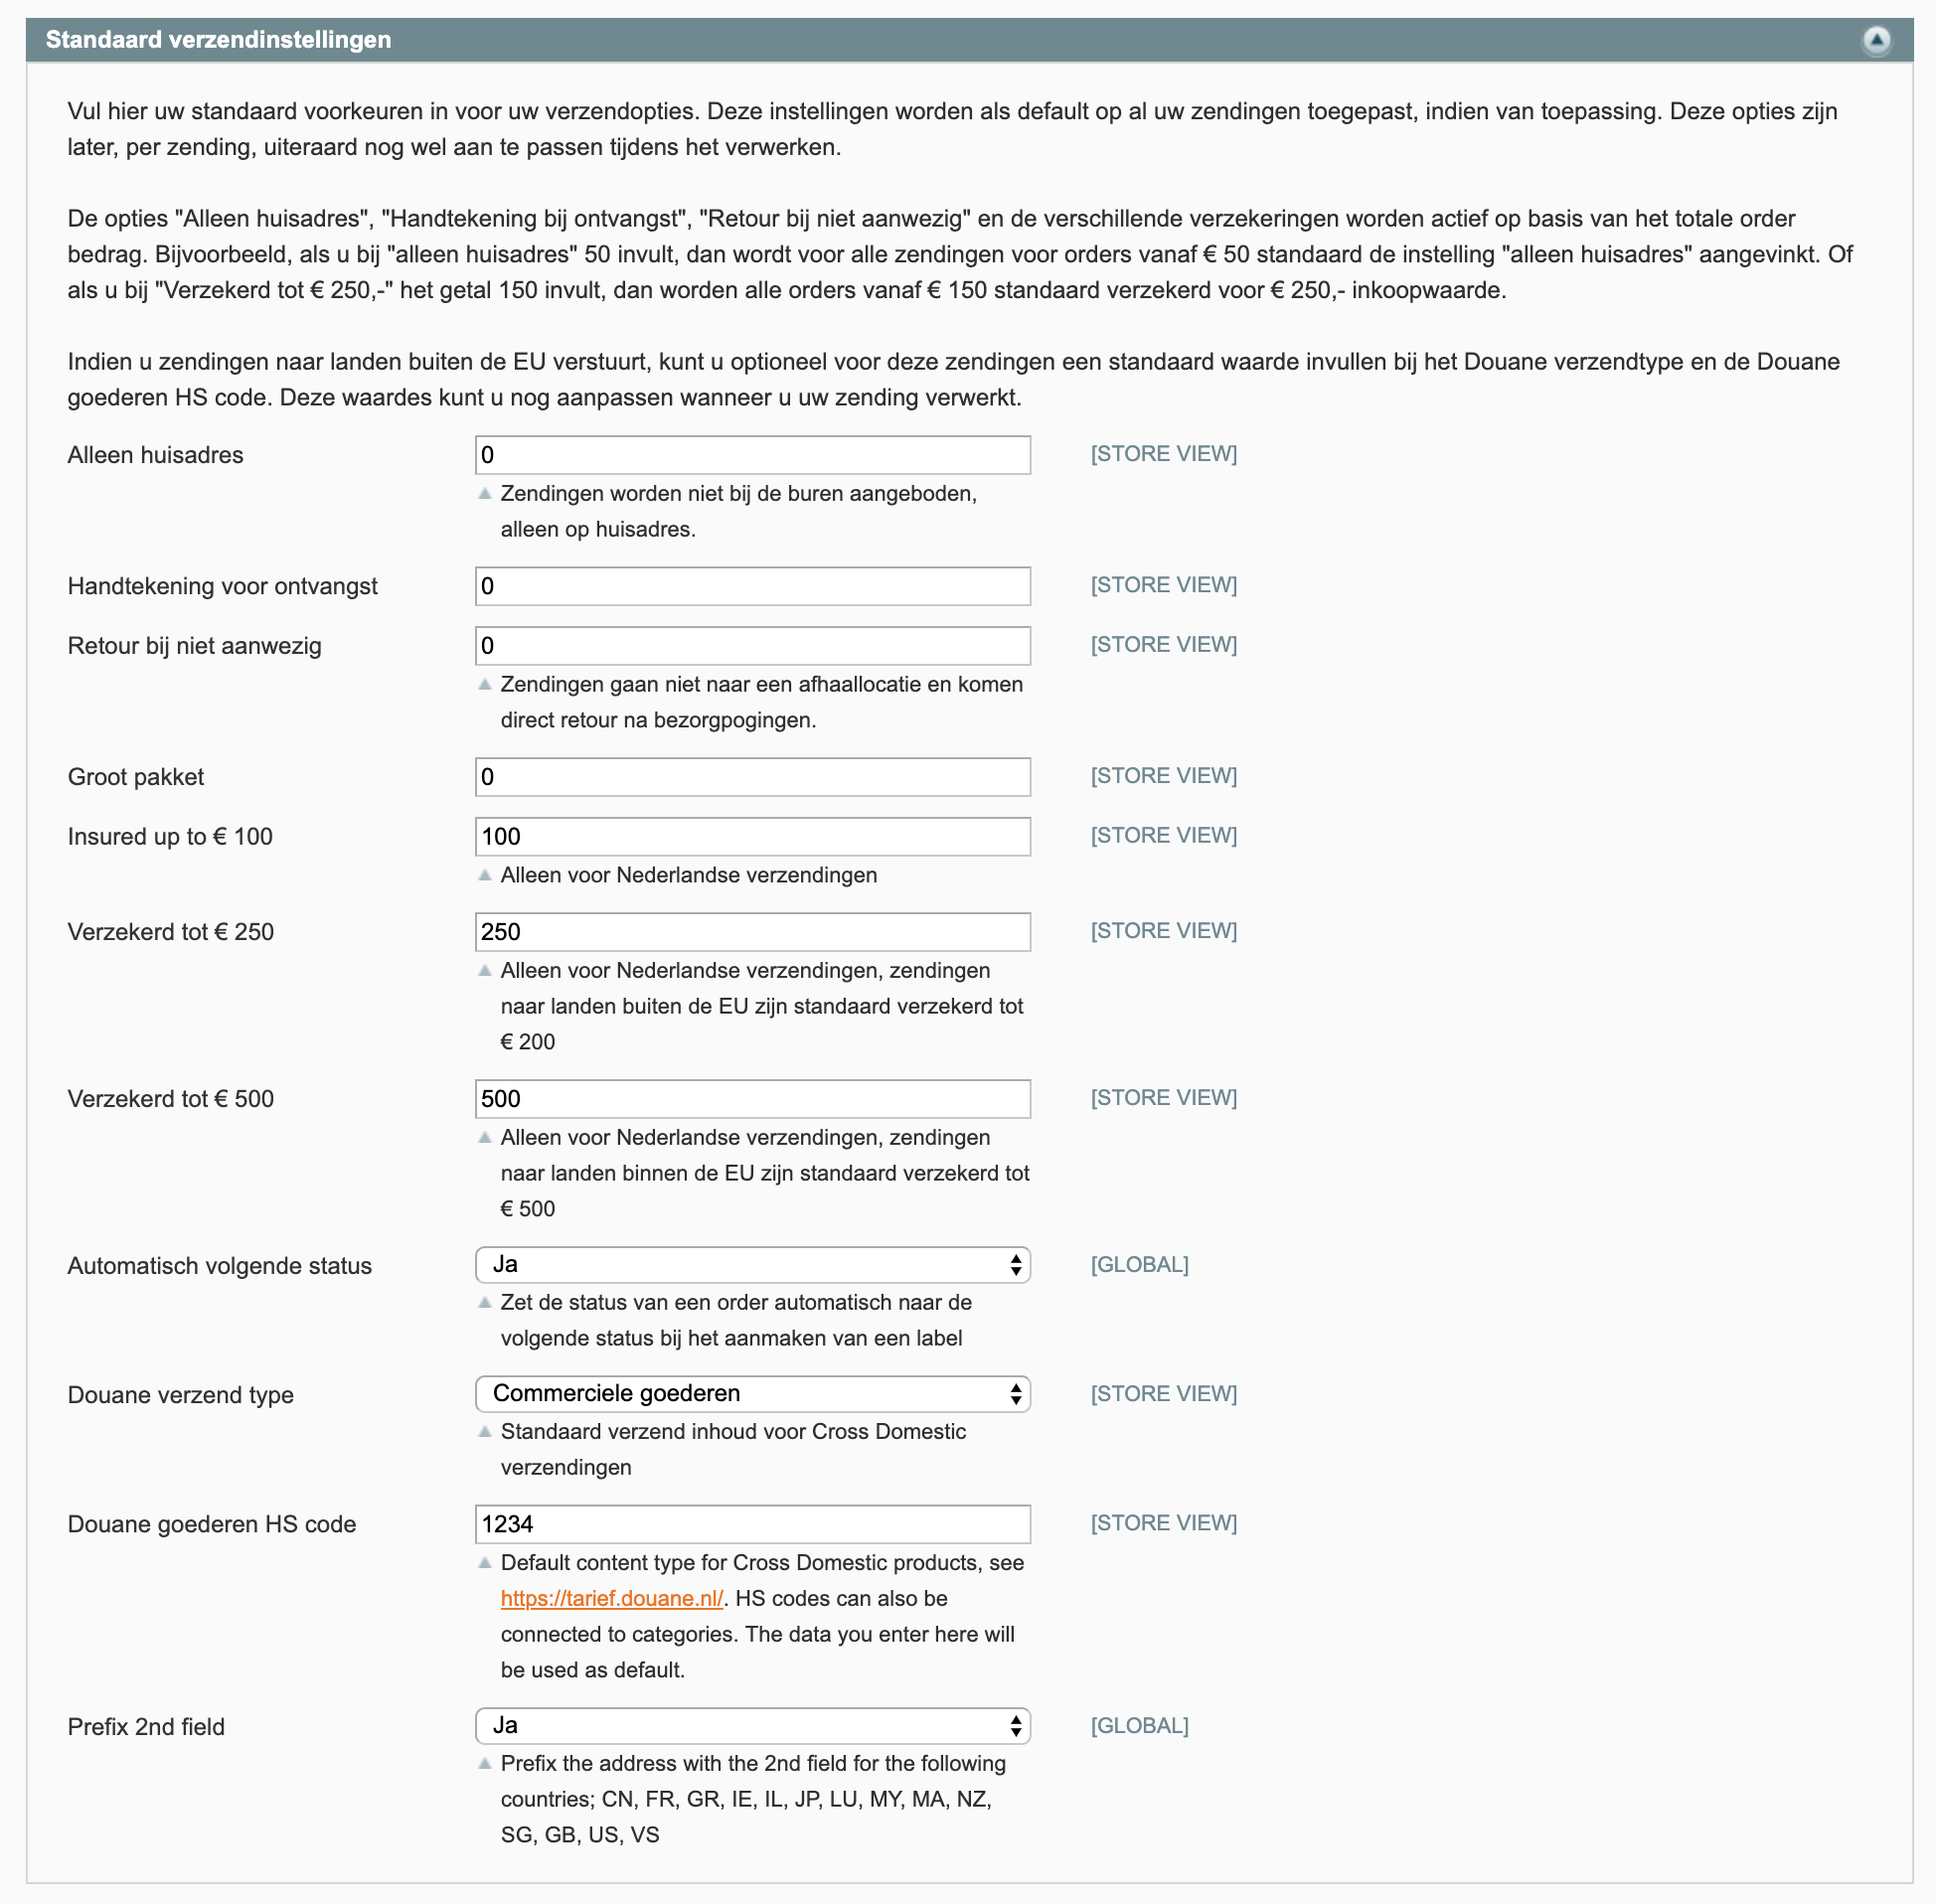 Standaard verzendinstellingen
Vul hier uw standaard voorkeuren in voor uw verzendopties. Deze instellingen worden als default op al uw zendingen toegepast, indien van toepassing. Deze opties zijn
later, per zending, uiteraard nog wel aan te passen tijdens het verwerken.
De opties "Alleen huisadres", "Handtekening bij ontvangst", "Retour bij niet aanwezig" en de verschillende verzekeringen worden actief op basis van het totale order
bedrag. Bijvoorbeeld, als u bij "alleen huisadres" 50 invult, dan wordt voor alle zendingen voor orders vanaf € 50 standaard de instelling "alleen huisadres" aangevinkt. Of
als u bij "Verzekerd tot € 250,-" het getal 150 invult, dan worden alle orders vanaf € 150 standaard verzekerd voor € 250,- inkoopwaarde.
Indien u zendingen naar landen buiten de EU verstuurt, kunt u optioneel voor deze zendingen een standaard waarde invullen bij het Douane verzendtype en de Douane
goederen HS code. Deze waardes kunt u nog aanpassen wanneer u uw zending verwerkt.
Alleen huisadres 0 [STORE VIEW]
Zendingen worden niet bij de buren aangeboden,
alleen op huisadres.
Handtekening voor ontvangst 0 [STORE VIEW]
Retour bij niet aanwezig 0 [STORE VIEW]
Zendingen gaan niet naar een afhaallocatie en komen
direct retour na bezorgpogingen.
Groot pakket 0 [STORE VIEW]
Insured up to € 100 100 [STORE VIEW]
Alleen voor Nederlandse verzendingen
Verzekerd tot € 250 250 [STORE VIEW]
Alleen voor Nederlandse verzendingen, zendingen
naar landen buiten de EU zijn standaard verzekerd tot
€ 200
Verzekerd tot € 500 500 [STORE VIEW]
Alleen voor Nederlandse verzendingen, zendingen
naar landen binnen de EU zijn standaard verzekerd tot
€ 500
Automatisch volgende status Ja [GLOBAL]
Zet de status van een order automatisch naar de
volgende status bij het aanmaken van een label
Douane verzend type Commerciele goederen [STORE VIEW]
Standaard verzend inhoud voor Cross Domestic
verzendingen
Douane goederen HS code 1234 [STORE VIEW]
Default content type for Cross Domestic products, see
https://tarief.douane.nl/. HS codes can also be
connected to categories. The data you enter here will
be used as default.
Prefix 2nd field Ja [GLOBAL]
Prefix the address with the 2nd field for the following
countries; CN, FR, GR, IE, IL, JP, LU, MY, MA, NZ,
SG, GB, US, VS